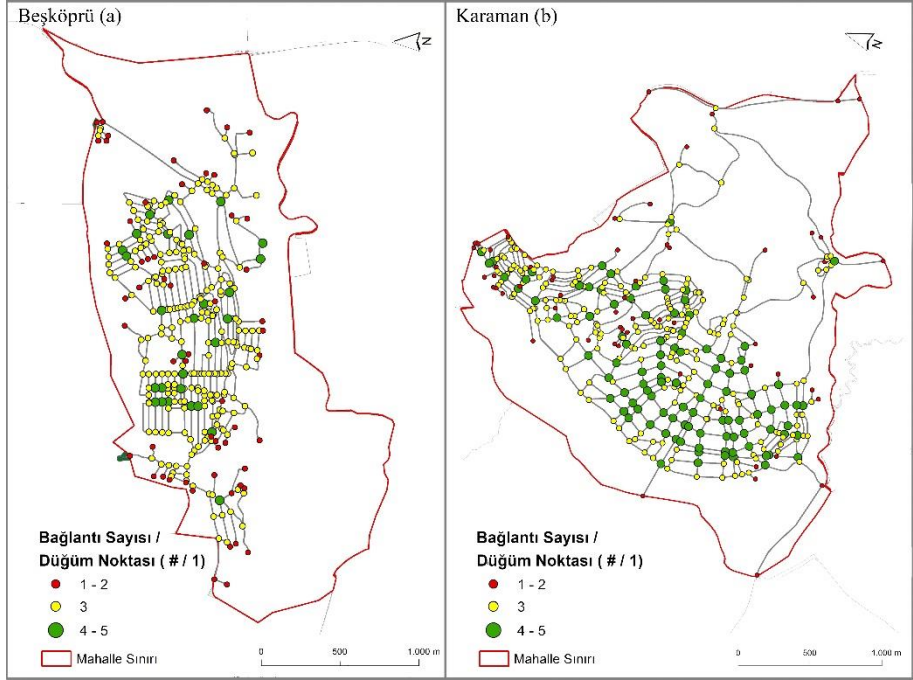 Beşköprü (a)
N
Bağlantı Sayısı /
Düğüm Noktası ( # / 1)
1 - 2
3
4 - 5
Mahalle Sınırı
0 500 1.000 m
Karaman (b)
N
Bağlantı Sayısı /
Düğüm Noktası ( # / 1)
1 - 2
3
4 - 5
Mahalle Sınırı
0 500 1.000 m